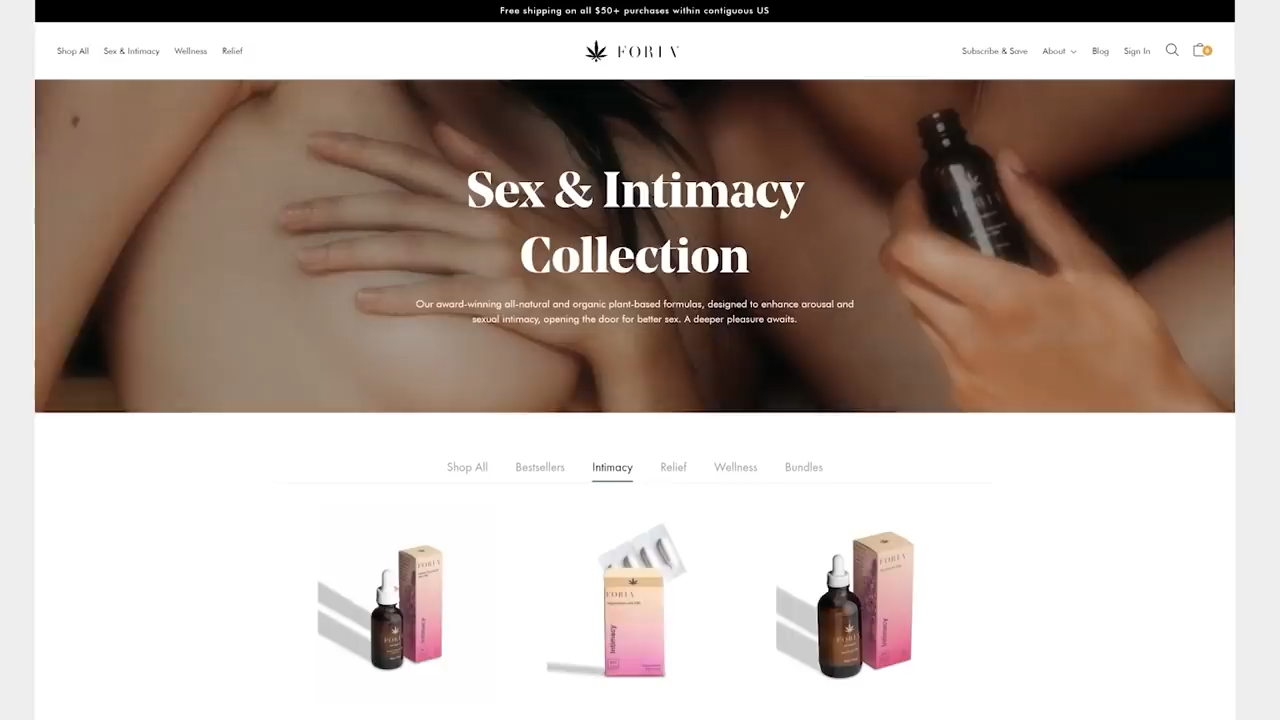 Free shipping on all $50+ purchases within contiguous US
Shop All Sex & Intimacy Wellness Relief
FORIA
Subscribe & Save About Blog Sign In
Sex & Intimacy
Collection
Our award-winning all-natural and organic plant-based formulas, designed to enhance arousal and
sexual intimacy, opening the door for better sex. A deeper pleasure awaits.
Shop All Bestsellers Intimacy Relief Wellness Bundles
FORIA
FORIA
Intimacy
FORIA
Intimacy
FORIA
FORIA
Intimacy